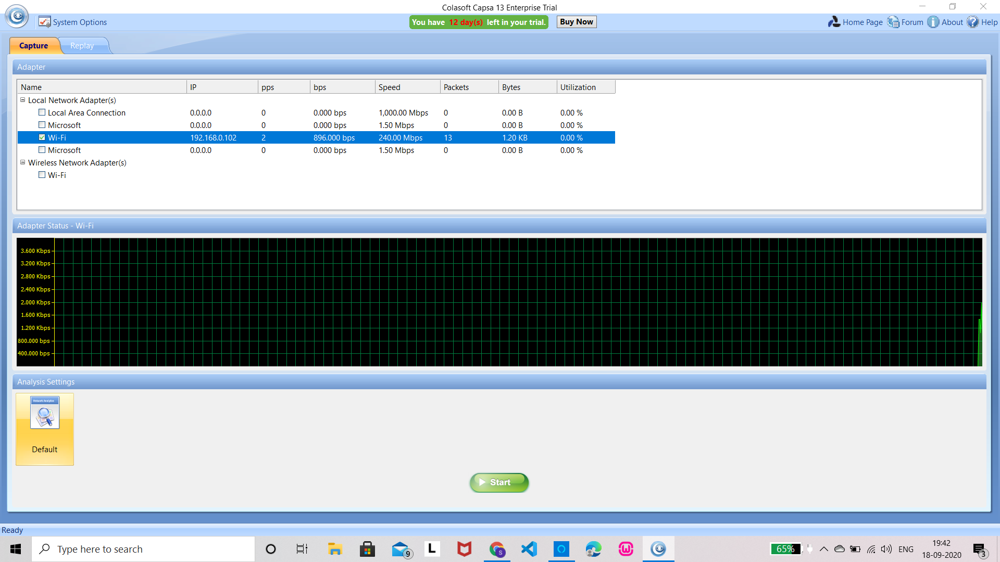 Colasoft Capsa 13 Enterprise Trial
System Options
You have 12 day(s) left in your trial.
Buy Now
Home Page
Forum
About
Help
Capture
Replay
Adapter
Name IP pps bps Speed Packets Bytes Utilization
Local Network Adapter(s)
Local Area Connection 0.0.0.0 0 0.000 bps 1,000.00 Mbps 0 0.00 B 0.00 %
Microsoft 0.0.0.0 0 0.000 bps 1.50 Mbps 0 0.00 B 0.00 %
Wi-Fi 192.168.0.102 2 896.000 bps 240.00 Mbps 13 1.20 KB 0.00 %
Microsoft 0.0.0.0 0 0.000 bps 1.50 Mbps 0 0.00 B 0.00 %
Wireless Network Adapter(s)
Wi-Fi
Adapter Status - Wi-Fi
3.600 Kbps
3.200 Kbps
2.800 Kbps
2.400 Kbps
2.000 Kbps
1.600 Kbps
1.200 Kbps
800.000 bps
400.000 bps
Analysis Settings
Network Analytics
Default
Start
Ready
Type here to search
9
L
S
65%
ENG
19:42
18-09-2020
3